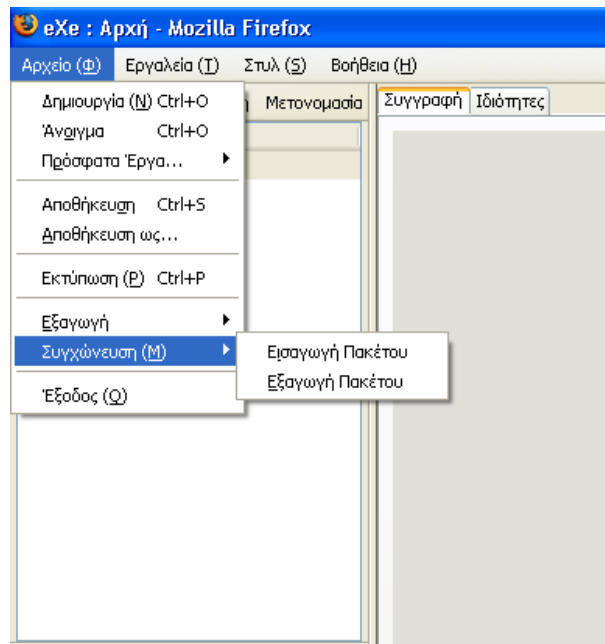 eXe : Αρχή - Mozilla Firefox
Αρχείο (Φ) Εργαλεία (T) Στυλ (S) Βοήθεια (H)
Μετονομασία Συγγραφή Ιδιότητες
Δημιουργία (N) Ctrl+O
Άνοιγμα Ctrl+O
Πρόσφατα Έργα...
Αποθήκευση Ctrl+S
Αποθήκευση ως...
Εκτύπωση (P) Ctrl+P
Εξαγωγή
Συγχώνευση (M)
Εισαγωγή Πακέτου
Εξαγωγή Πακέτου
Έξοδος (Q)